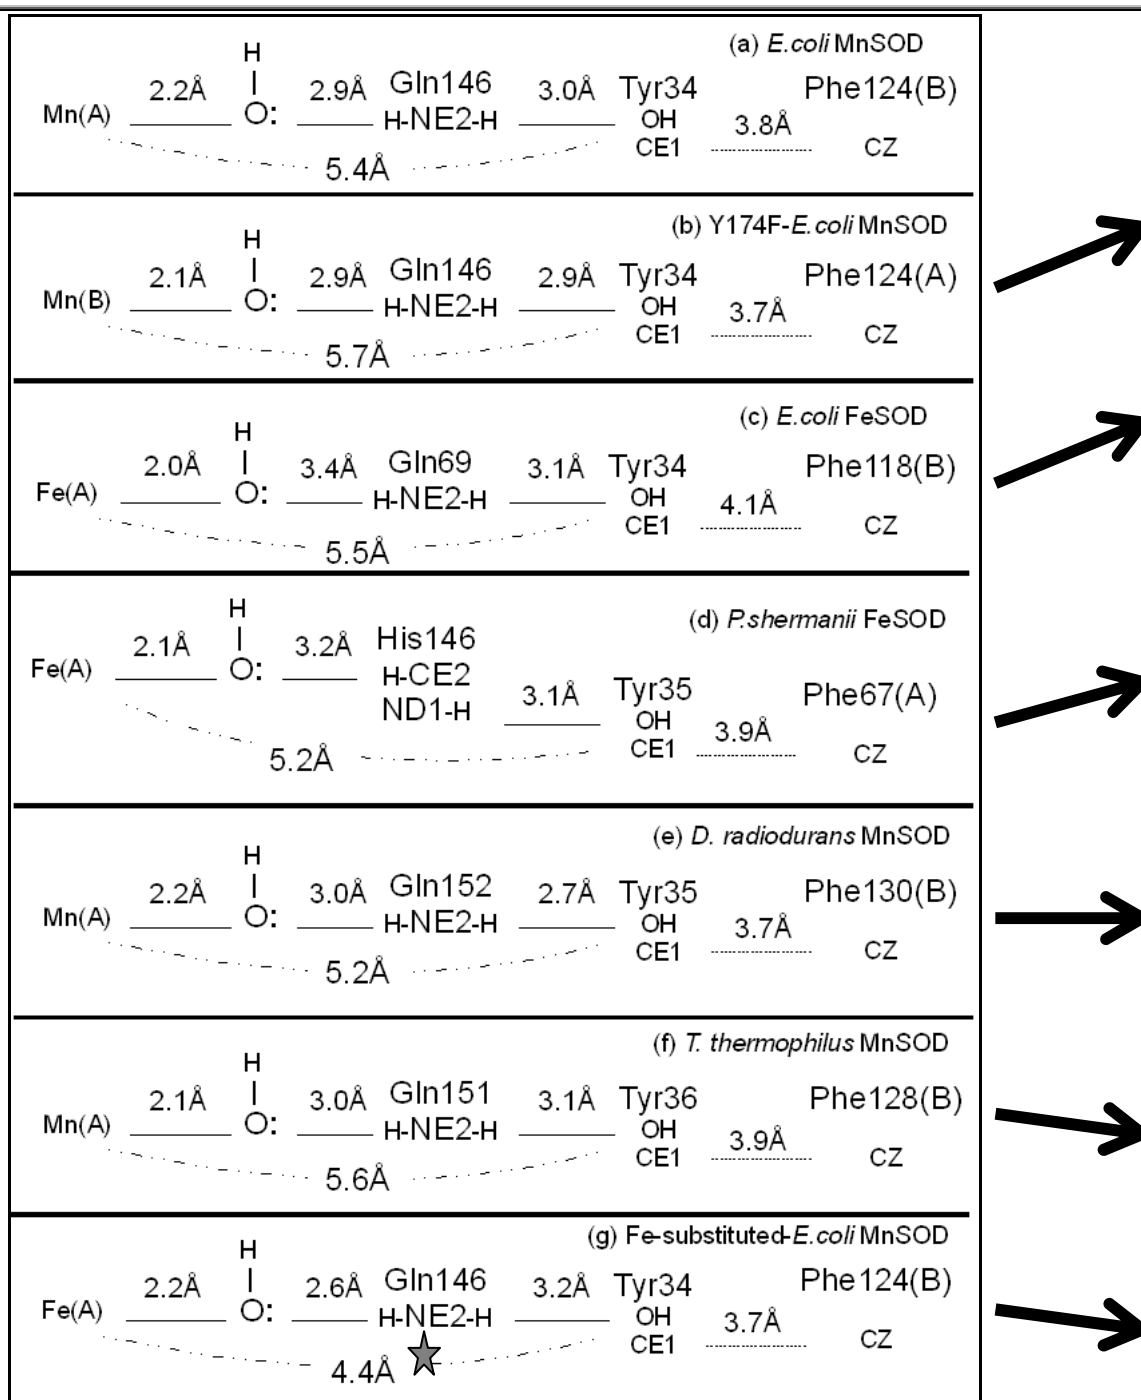 (a) E.coli MnSOD
H
2.2Å 2.9Å Gln146 3.0Å Tyr34 Phe124(B)
Mn(A) O: H-NE2-H OH 3.8Å
CE1 CZ
5.4Å
(b) Y174F-E.coli MnSOD
H
2.1Å 2.9Å Gln146 2.9Å Tyr34 Phe124(A)
Mn(B) O: H-NE2-H OH 3.7Å
CE1 CZ
5.7Å
(c) E.coli FeSOD
H
2.0Å 3.4Å Gln69 3.1Å Tyr34 Phe118(B)
Fe(A) O: H-NE2-H OH 4.1Å
CE1 CZ
5.5Å
(d) P.shermanii FeSOD
H
2.1Å 3.2Å His146
Fe(A) O: H-CE2
ND1-H 3.1Å Tyr35 Phe67(A)
OH 3.9Å
CE1 CZ
5.2Å
(e) D. radiodurans MnSOD
H
2.2Å 3.0Å Gln152 2.7Å Tyr35 Phe130(B)
Mn(A) O: H-NE2-H OH 3.7Å
CE1 CZ
5.2Å
(f) T. thermophilus MnSOD
H
2.1Å 3.0Å Gln151 3.1Å Tyr36 Phe128(B)
Mn(A) O: H-NE2-H OH 3.9Å
CE1 CZ
5.6Å
(g) Fe-substituted-E.coli MnSOD
H
2.2Å 2.6Å Gln146 3.2Å Tyr34 Phe124(B)
Fe(A) O: H-NE2-H OH 3.7Å
CE1 CZ
4.4Å